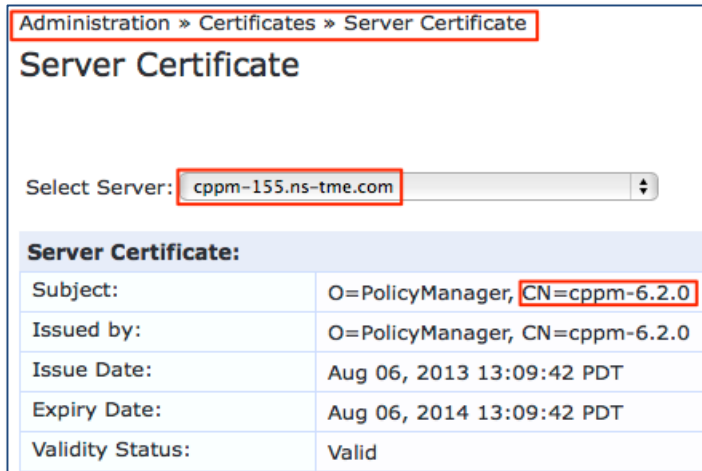 Administration » Certificates » Server Certificate
Server Certificate
Select Server: cppm-155.ns-tme.com
Server Certificate:
Subject: O=PolicyManager, CN=cppm-6.2.0
Issued by: O=PolicyManager, CN=cppm-6.2.0
Issue Date: Aug 06, 2013 13:09:42 PDT
Expiry Date: Aug 06, 2014 13:09:42 PDT
Validity Status: Valid